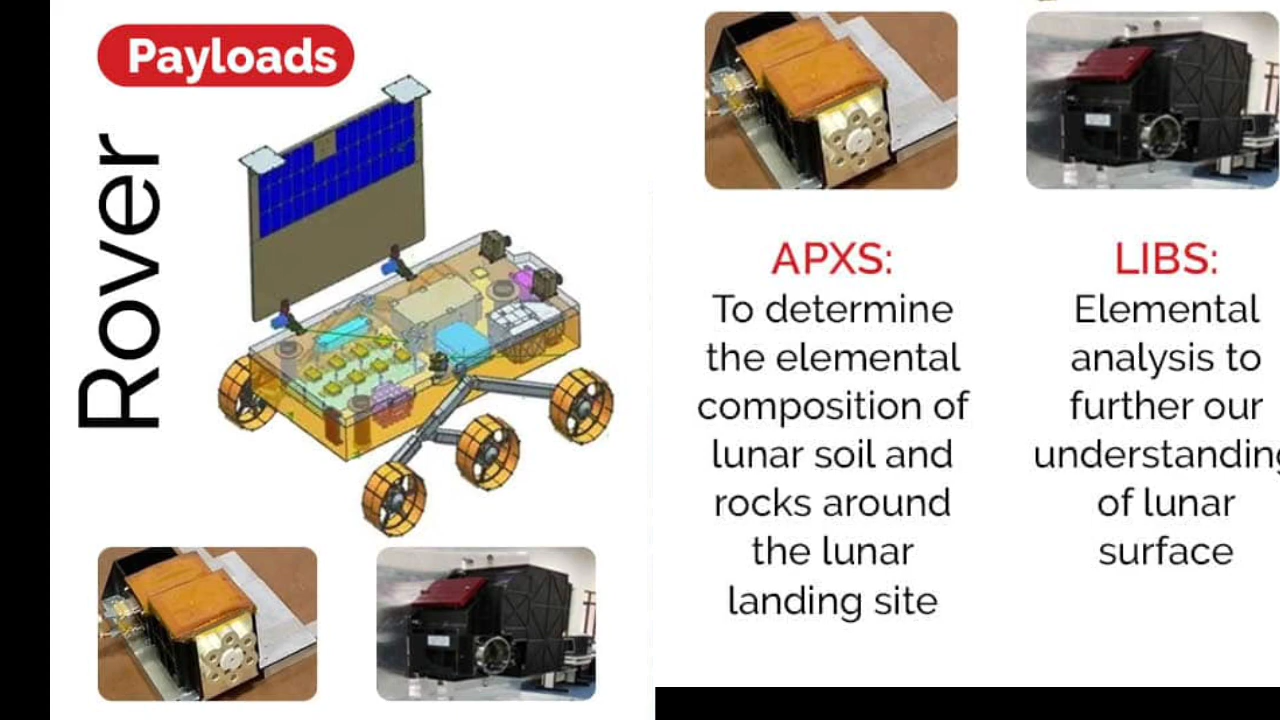 Payloads
Rover
APXS:
To determine
the elemental
composition of
lunar soil and
rocks around
the lunar
landing site
LIBS:
Elemental
analysis to
further our
understanding
of lunar
surface